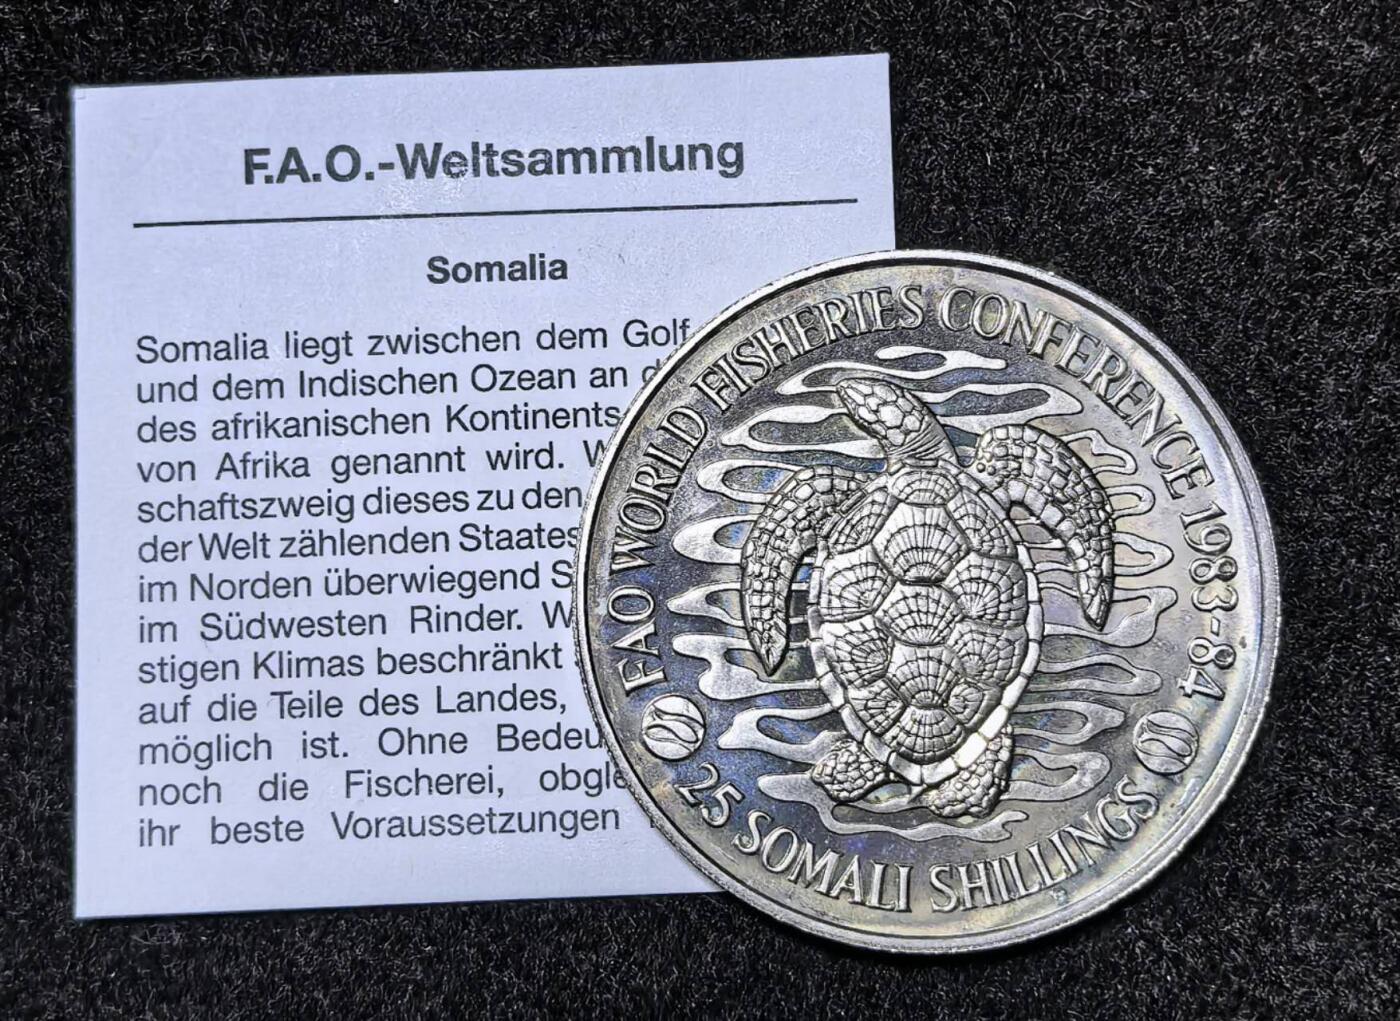 F.A.O.-Weltsammlung
Somalia
Somalia liegt zwischen dem Golf
und dem Indischen Ozean an
des afrikanischen Kontinents
von Afrika genannt wird.
schaftszweig dieses zu den
der Welt zählenden Staates
im Norden überwiegend
im Südwesten Rinder.
stigen Klimas beschränkt
auf die Teile des Landes,
möglich ist. Ohne
noch die Fischerei,
ihr beste Voraussetzungen
FAO WORLD FISHERIES CONFERENCE 1983-84
25 SOMALI SHILLINGS